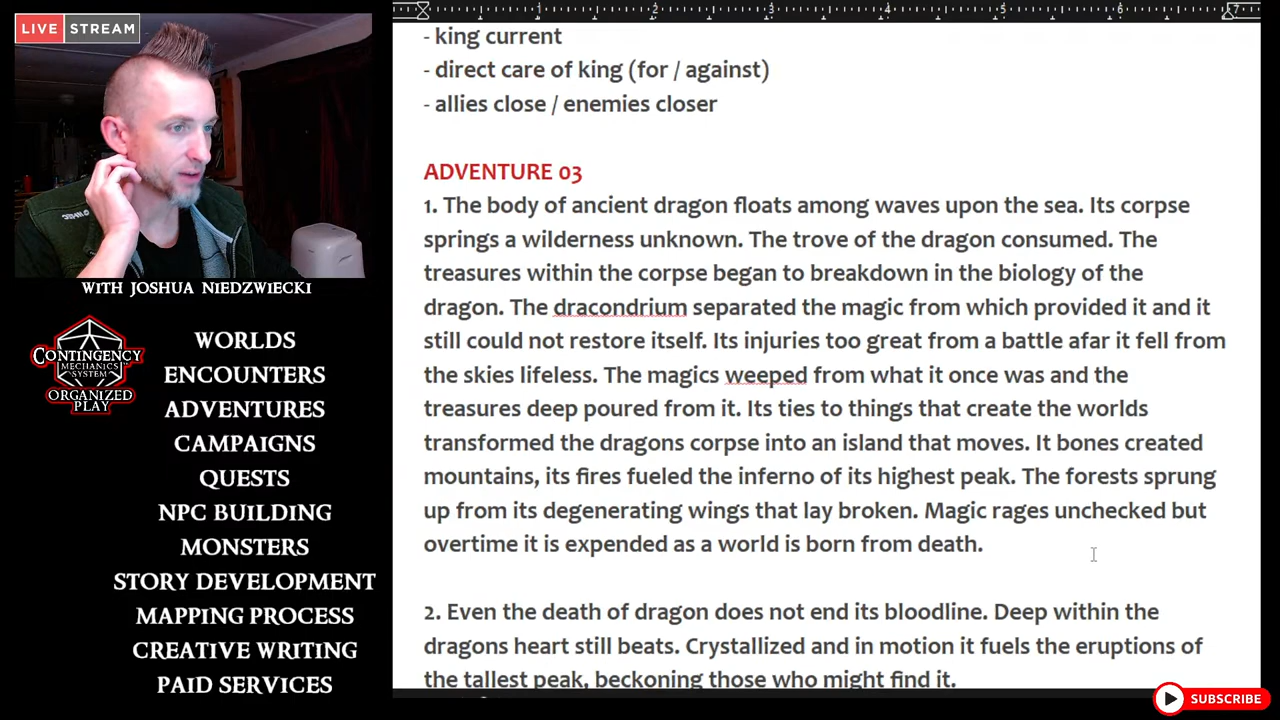 LIVE STREAM
WITH JOSHUA NIEDZWIECKI
CONTINGENCY
MECHANICS
SYSTEM
ORGANIZED
PLAY
WORLDS
ENCOUNTERS
ADVENTURES
CAMPAIGNS
QUESTS
NPC BUILDING
MONSTERS
STORY DEVELOPMENT
MAPPING PROCESS
CREATIVE WRITING
PAID SERVICES
1 2 3 4 5 6 7
- king current
- direct care of king (for / against)
- allies close / enemies closer
ADVENTURE 03
1. The body of ancient dragon floats among waves upon the sea. Its corpse
springs a wilderness unknown. The trove of the dragon consumed. The
treasures within the corpse began to breakdown in the biology of the
dragon. The dracondrium separated the magic from which provided it and it
still could not restore itself. Its injuries too great from a battle afar it fell from
the skies lifeless. The magics weeped from what it once was and the
treasures deep poured from it. Its ties to things that create the worlds
transformed the dragons corpse into an island that moves. It bones created
mountains, its fires fueled the inferno of its highest peak. The forests sprung
up from its degenerating wings that lay broken. Magic rages unchecked but
overtime it is expended as a world is born from death.
2. Even the death of dragon does not end its bloodline. Deep within the
dragons heart still beats. Crystallized and in motion it fuels the eruptions of
the tallest peak, beckoning those who might find it.
SUBSCRIBE